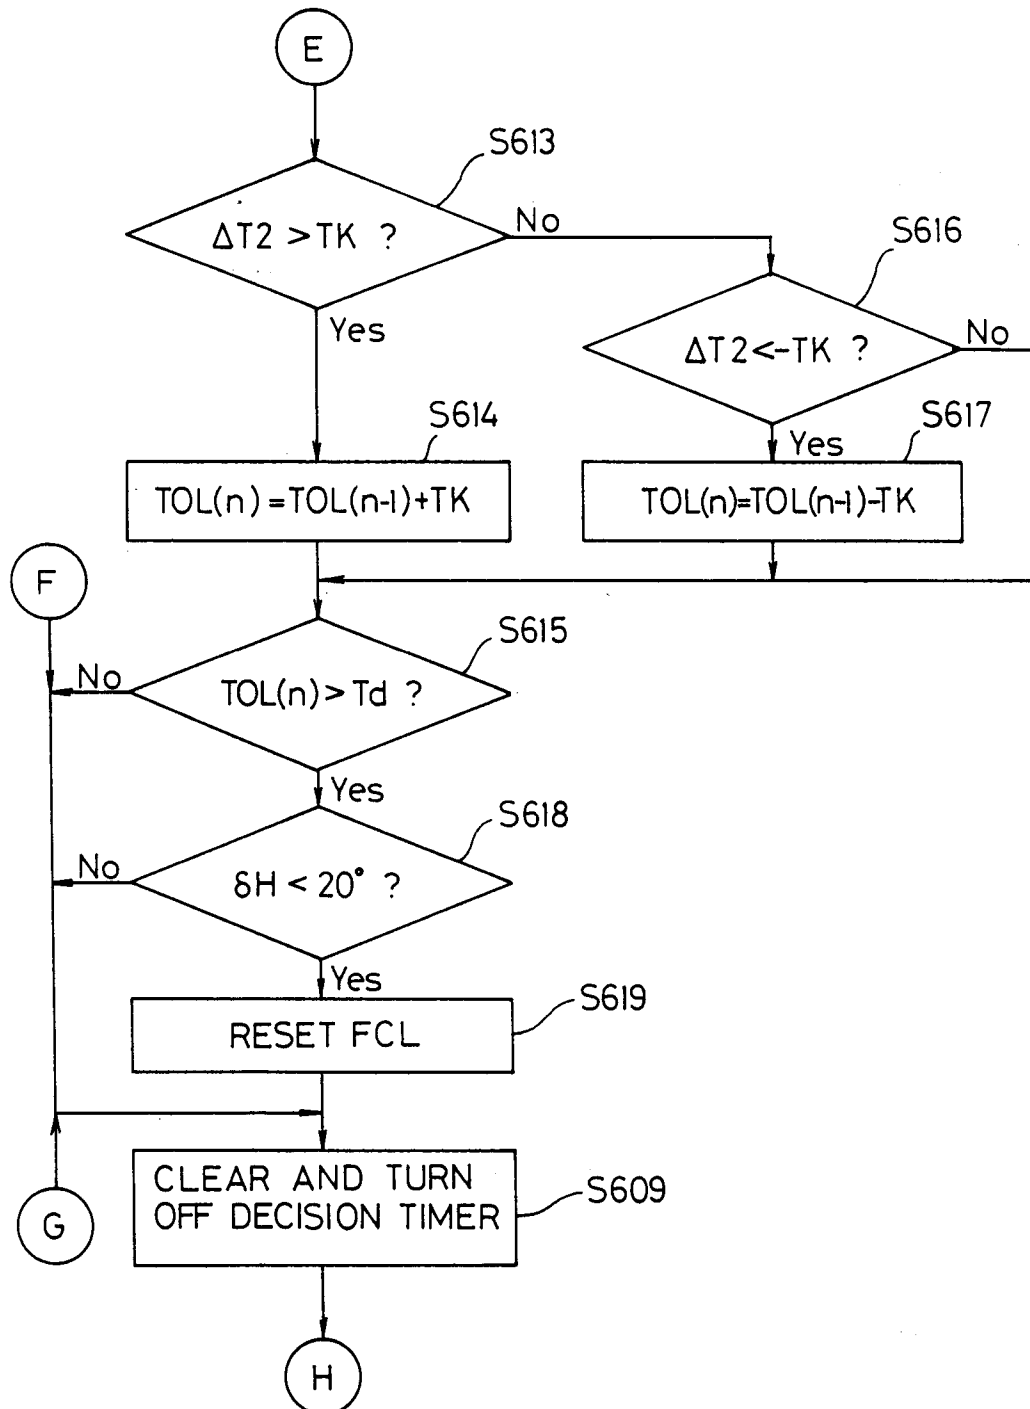 E
S613
ΔT2 > TK ?
No
S616
Yes
ΔT2<-TK ?
No
S614
Yes
S617
TOL(n)=TOL(n-1)+TK
TOL(n)=TOL(n-1)-TK
F
S615
No
TOL(n)> Td ?
Yes
S618
No
δH < 20° ?
Yes
S619
RESET FCL
CLEAR AND TURN
OFF DECISION TIMER
S609
G
H